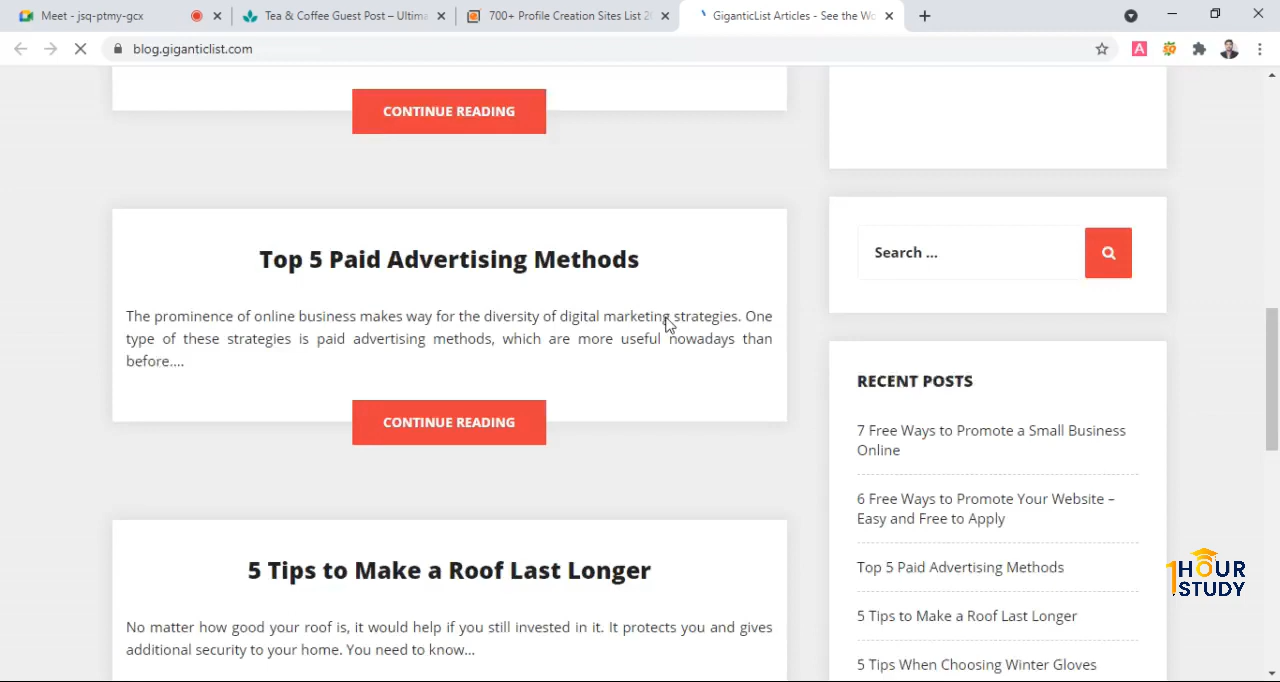 Meet - jsq-ptmy-gcx
Tea & Coffee Guest Post – Ultima
700+ Profile Creation Sites List 2
GiganticList Articles - See the Wo
blog.giganticlist.com
CONTINUE READING
Top 5 Paid Advertising Methods
The prominence of online business makes way for the diversity of digital marketing strategies. One
type of these strategies is paid advertising methods, which are more useful nowadays than
before....
CONTINUE READING
5 Tips to Make a Roof Last Longer
No matter how good your roof is, it would help if you still invested in it. It protects you and gives
additional security to your home. You need to know...
Search ...
RECENT POSTS
7 Free Ways to Promote a Small Business
Online
6 Free Ways to Promote Your Website –
Easy and Free to Apply
Top 5 Paid Advertising Methods
5 Tips to Make a Roof Last Longer
5 Tips When Choosing Winter Gloves
1HOUR
STUDY